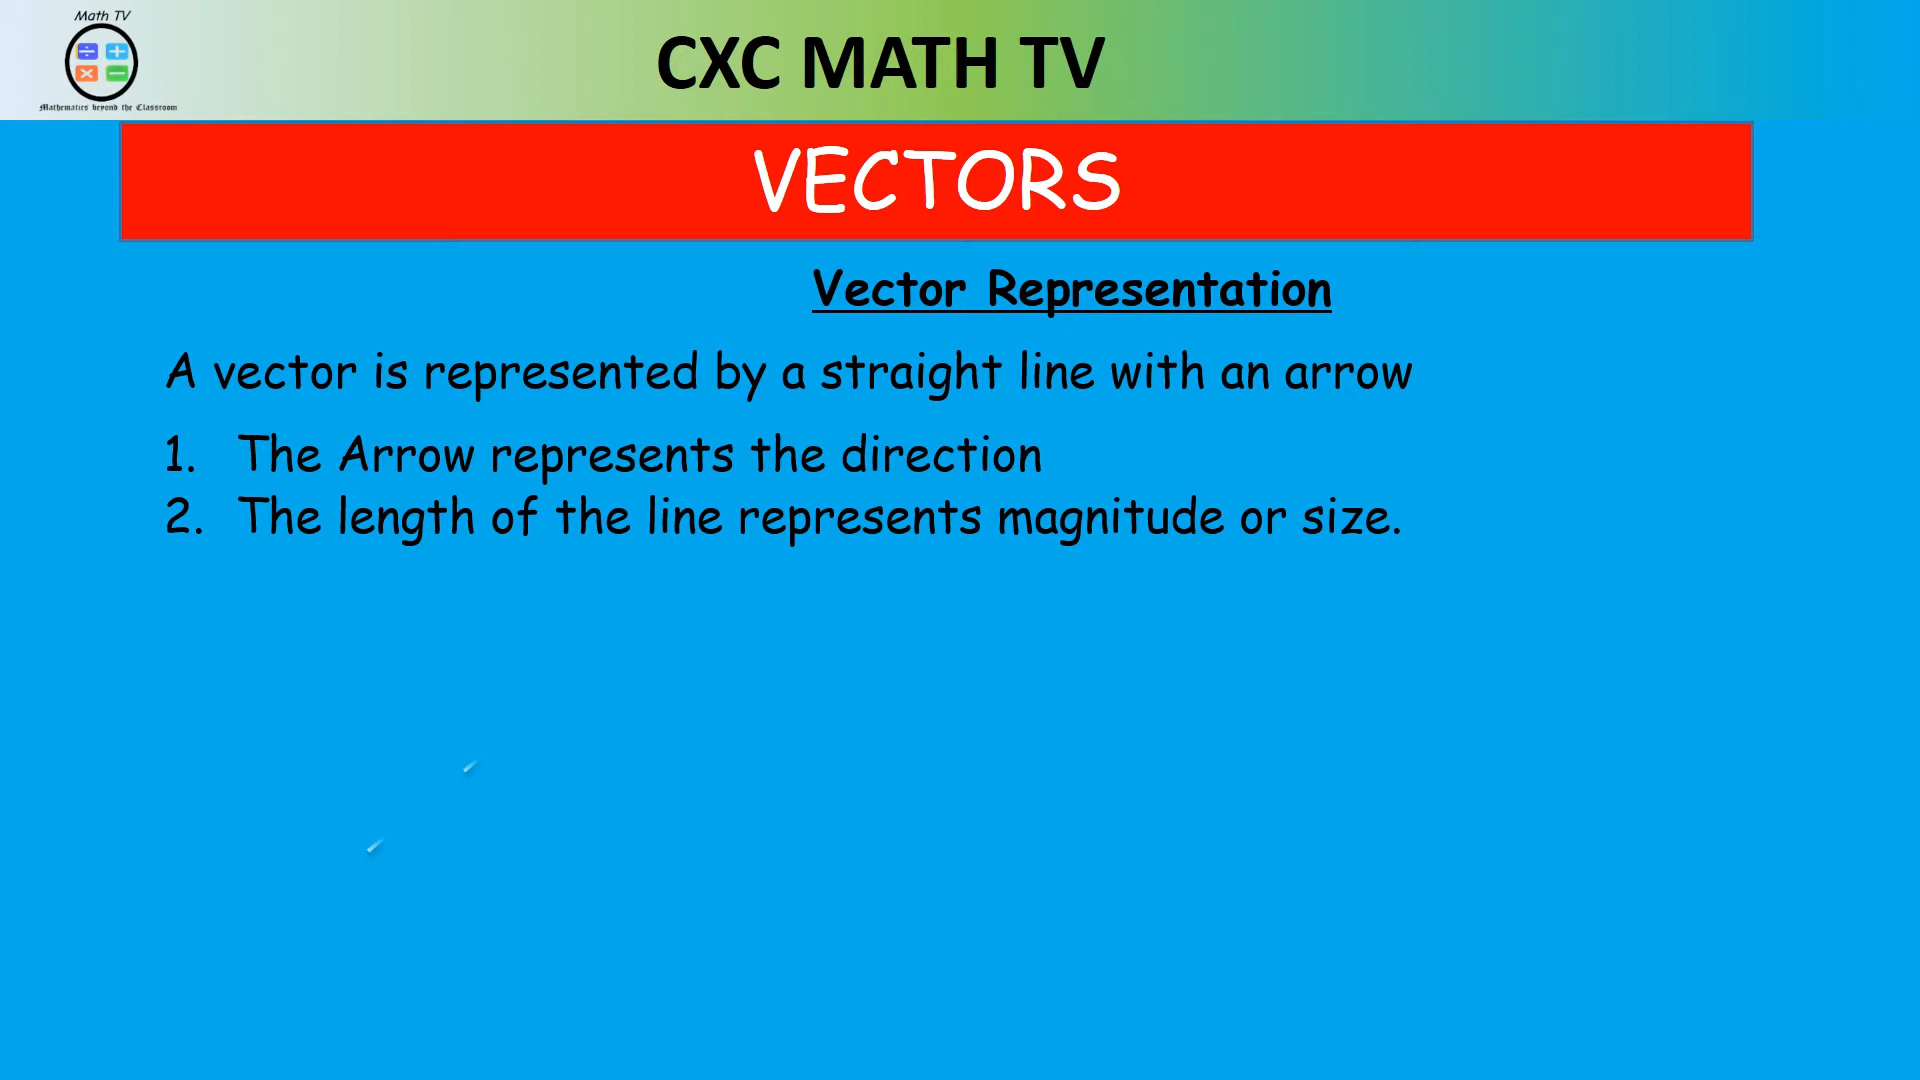 Math TV
Mathematics beyond the Classroom
CXC MATH TV
VECTORS
Vector Representation
A vector is represented by a straight line with an arrow
1. The Arrow represents the direction
2. The length of the line represents magnitude or size.